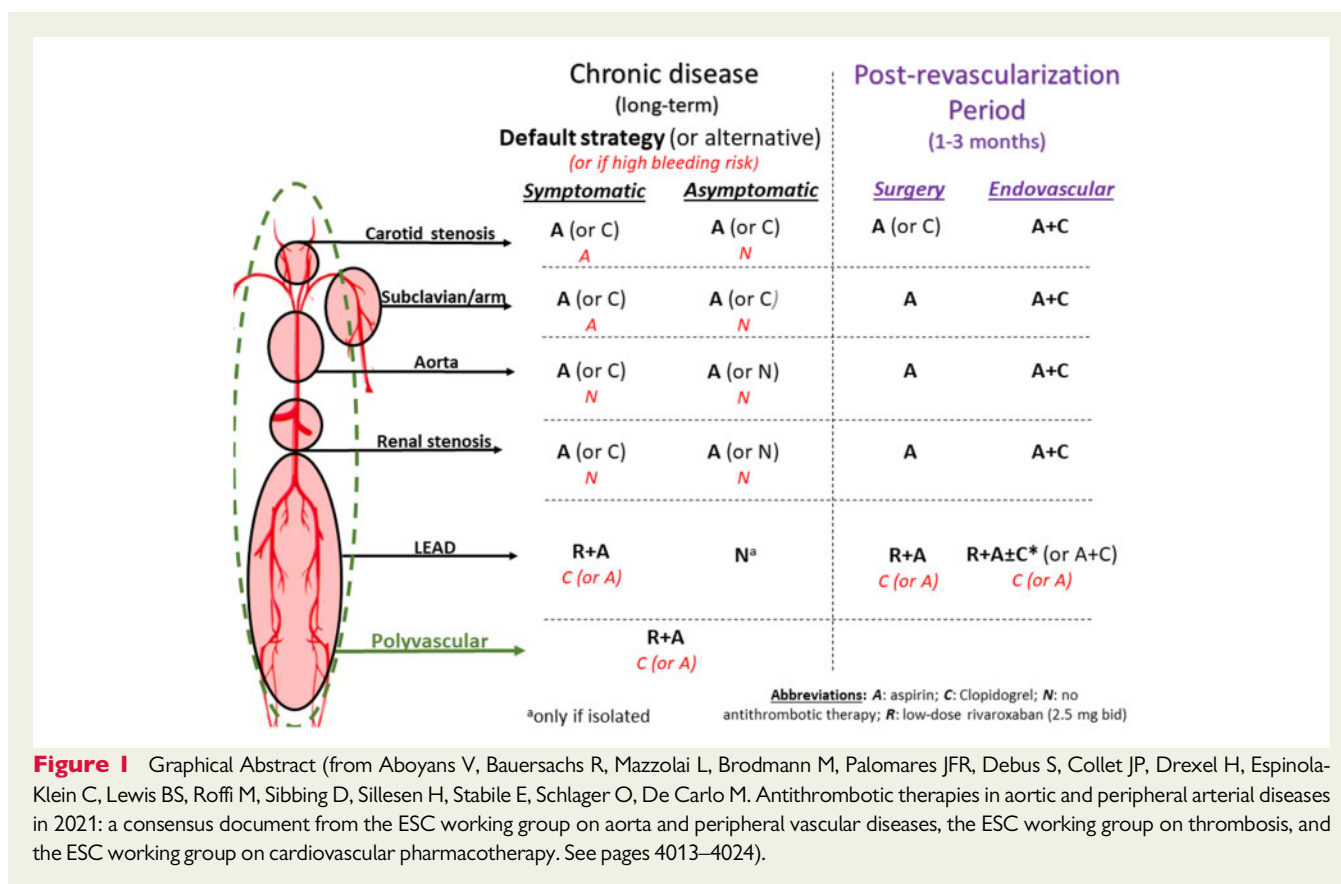 Chronic disease
(long-term)
Default strategy (or alternative)
(or if high bleeding risk)
Symptomatic Asymptomatic
Post-revascularization
Period
(1-3 months)
Surgery Endovascular
Carotid stenosis A (or C) A (or C) A (or C) A+C
A N
Subclavian/arm A (or C) A (or C) A A+C
A N
Aorta A (or C) A (or N) A A+C
N N
Renal stenosis A (or C) A (or N) A A+C
N N
LEAD R+A Nᵃ R+A R+A±C* (or A+C)
C (or A) C (or A) C (or A)
Polyvascular R+A
C (or A)
ᵃonly if isolated
Abbreviations: A: aspirin; C: Clopidogrel; N: no
antithrombotic therapy; R: low-dose rivaroxaban (2.5 mg bid)
Figure 1 Graphical Abstract (from Aboyans V, Bauersachs R, Mazzolai L, Brodmann M, Palomares JFR, Debus S, Collet JP, Drexel H, Espinola-
Klein C, Lewis BS, Roffi M, Sibbing D, Sillesen H, Stabile E, Schlager O, De Carlo M. Antithrombotic therapies in aortic and peripheral arterial diseases
in 2021: a consensus document from the ESC working group on aorta and peripheral vascular diseases, the ESC working group on thrombosis, and
the ESC working group on cardiovascular pharmacotherapy. See pages 4013–4024).